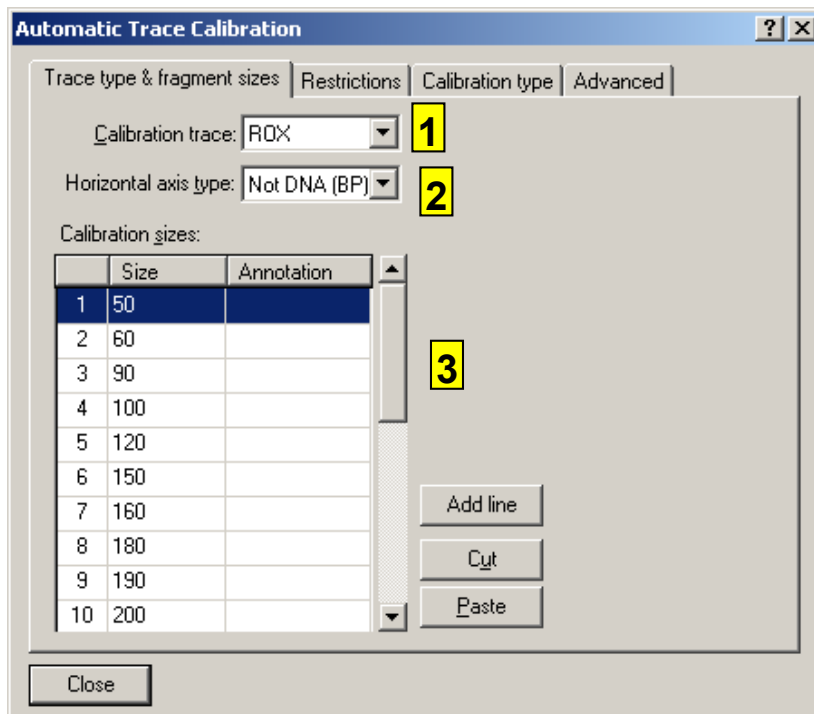 Automatic Trace Calibration ? X
Trace type & fragment sizes Restrictions Calibration type Advanced
Calibration trace: ROX 1
Horizontal axis type: Not DNA (BP) 2
Calibration sizes:
Size Annotation
1 50
2 60
3 90
3
4 100
5 120
6 150
7 160
Add line
8 180
Cut
9 190
10 200
Paste
Close